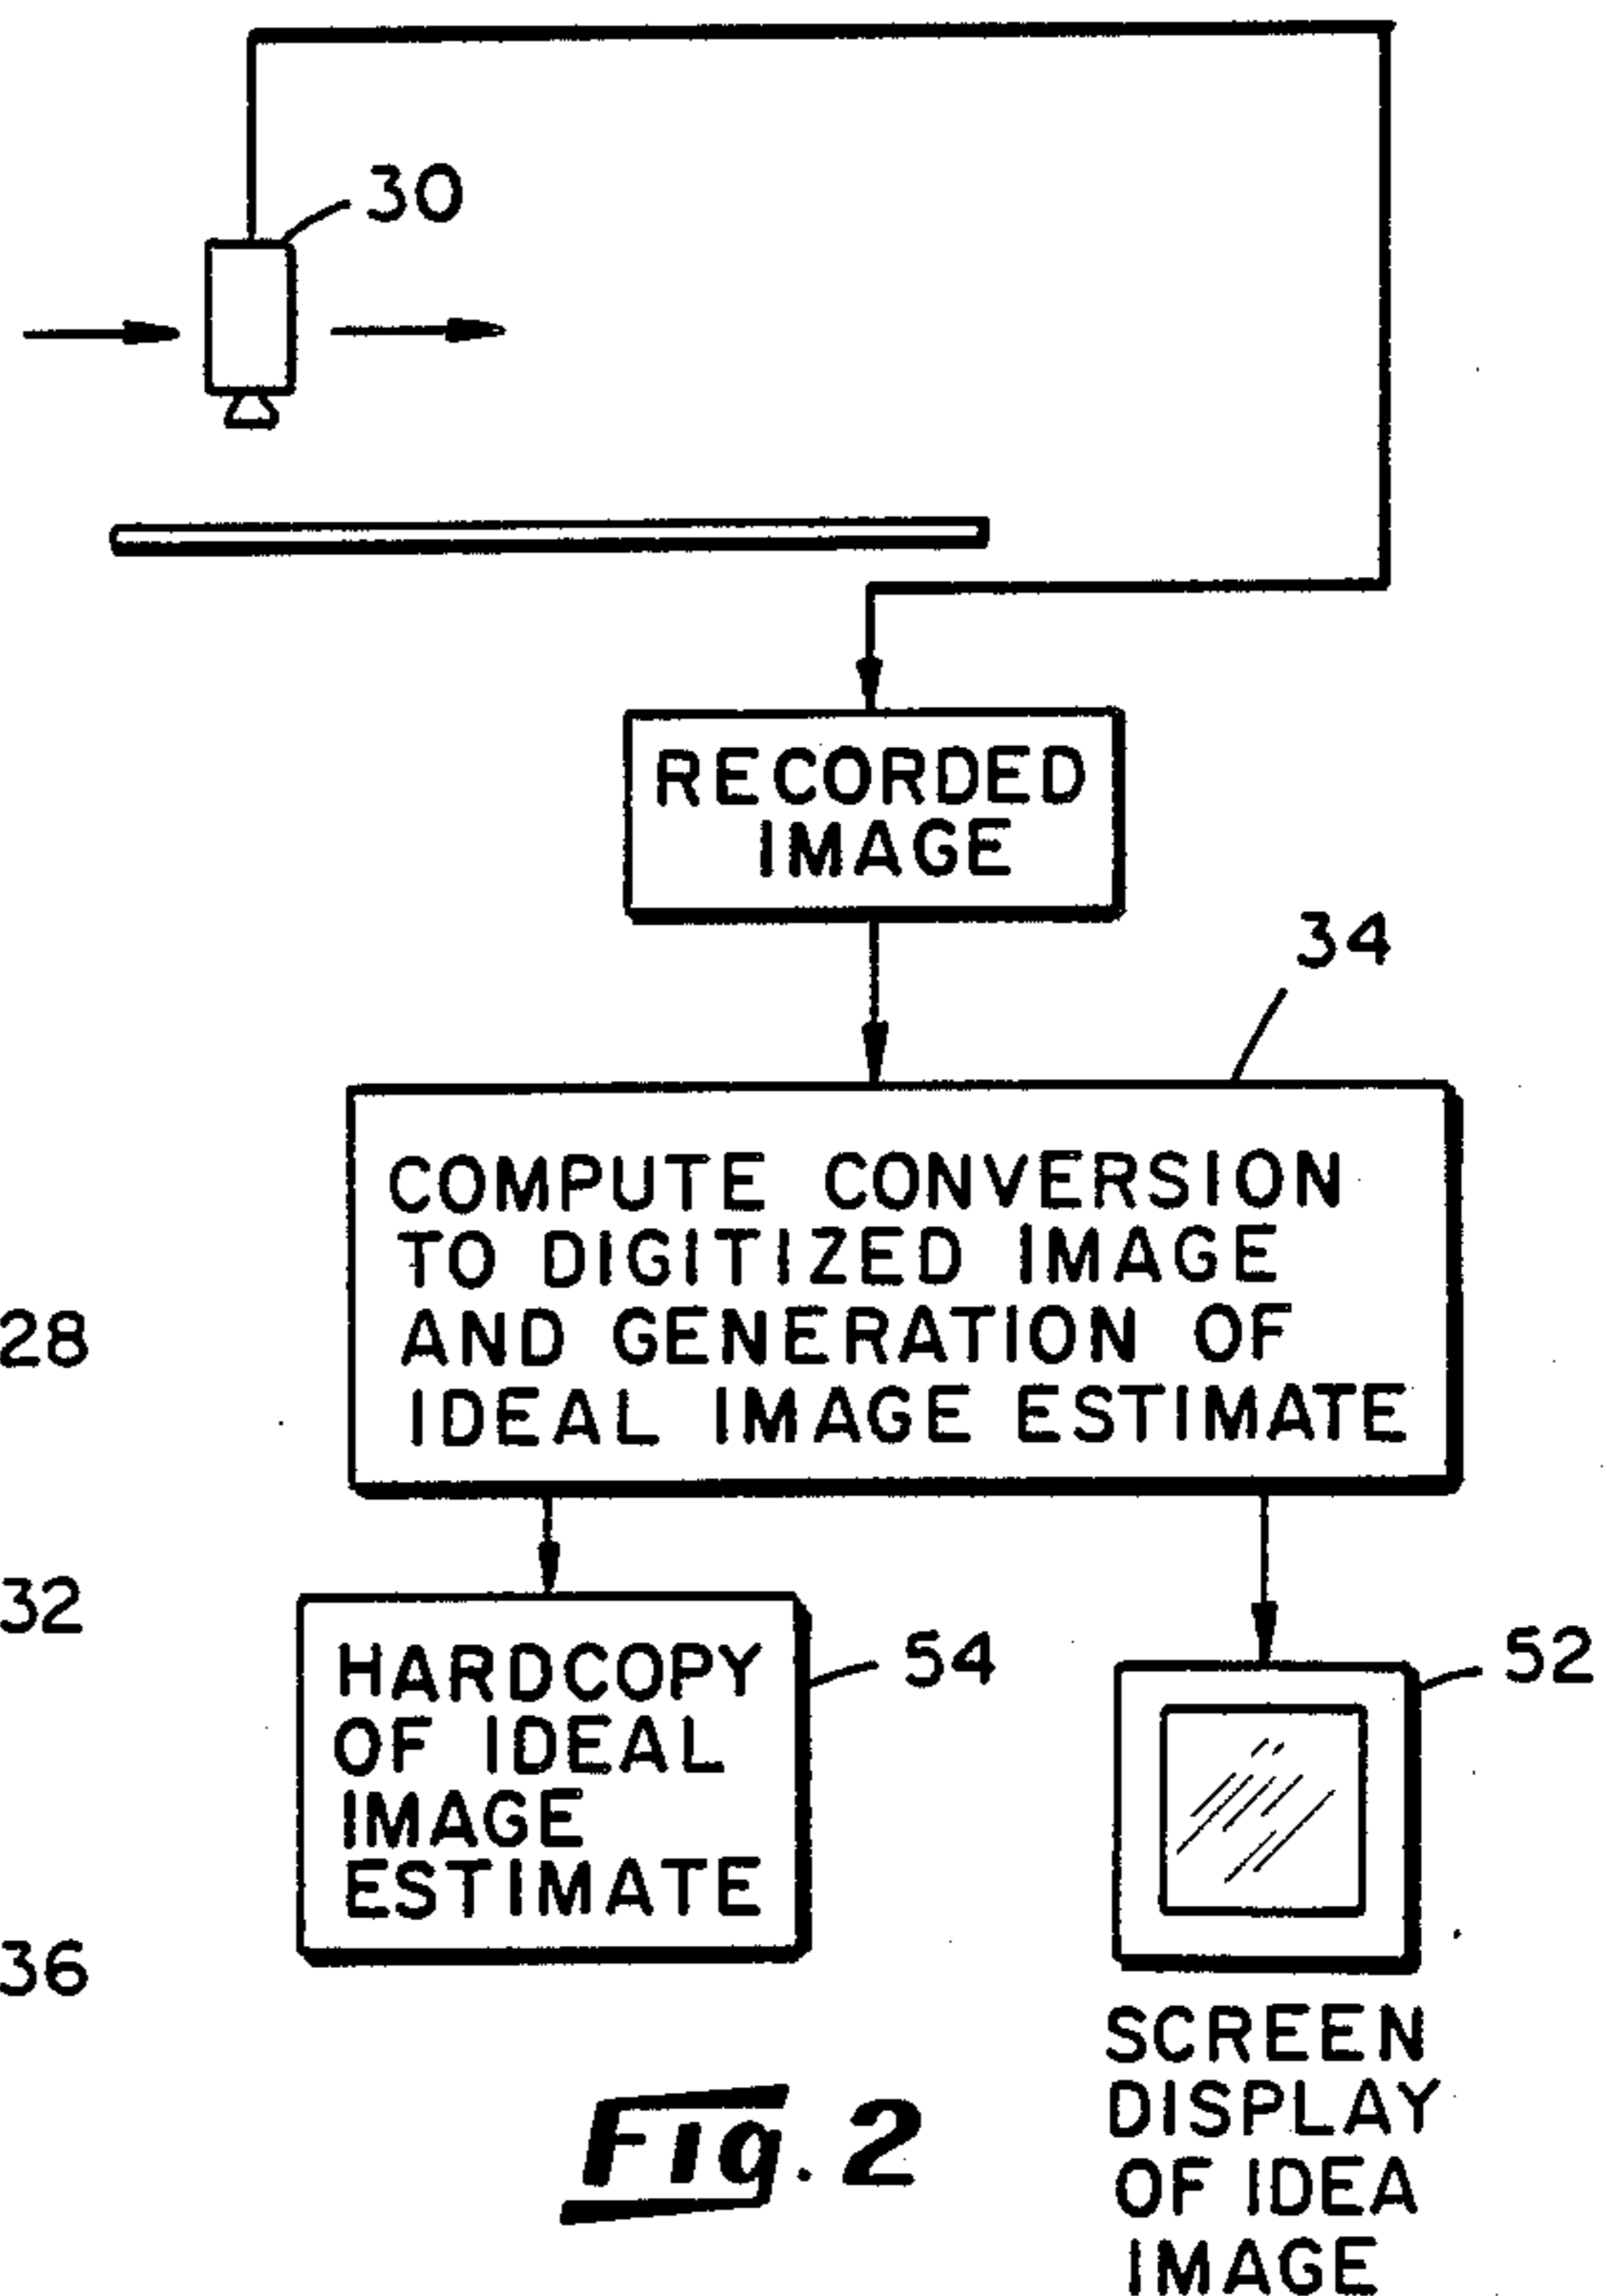 30
RECORDED
IMAGE
34
COMPUTE CONVERSION
TO DIGITIZED IMAGE
AND GENERATION OF
IDEAL IMAGE ESTIMATE
28
32
HARDCOPY
OF IDEAL
IMAGE
ESTIMATE
54
52
36
SCREEN
DISPLAY
OF IDEA
IMAGE
Fig. 2